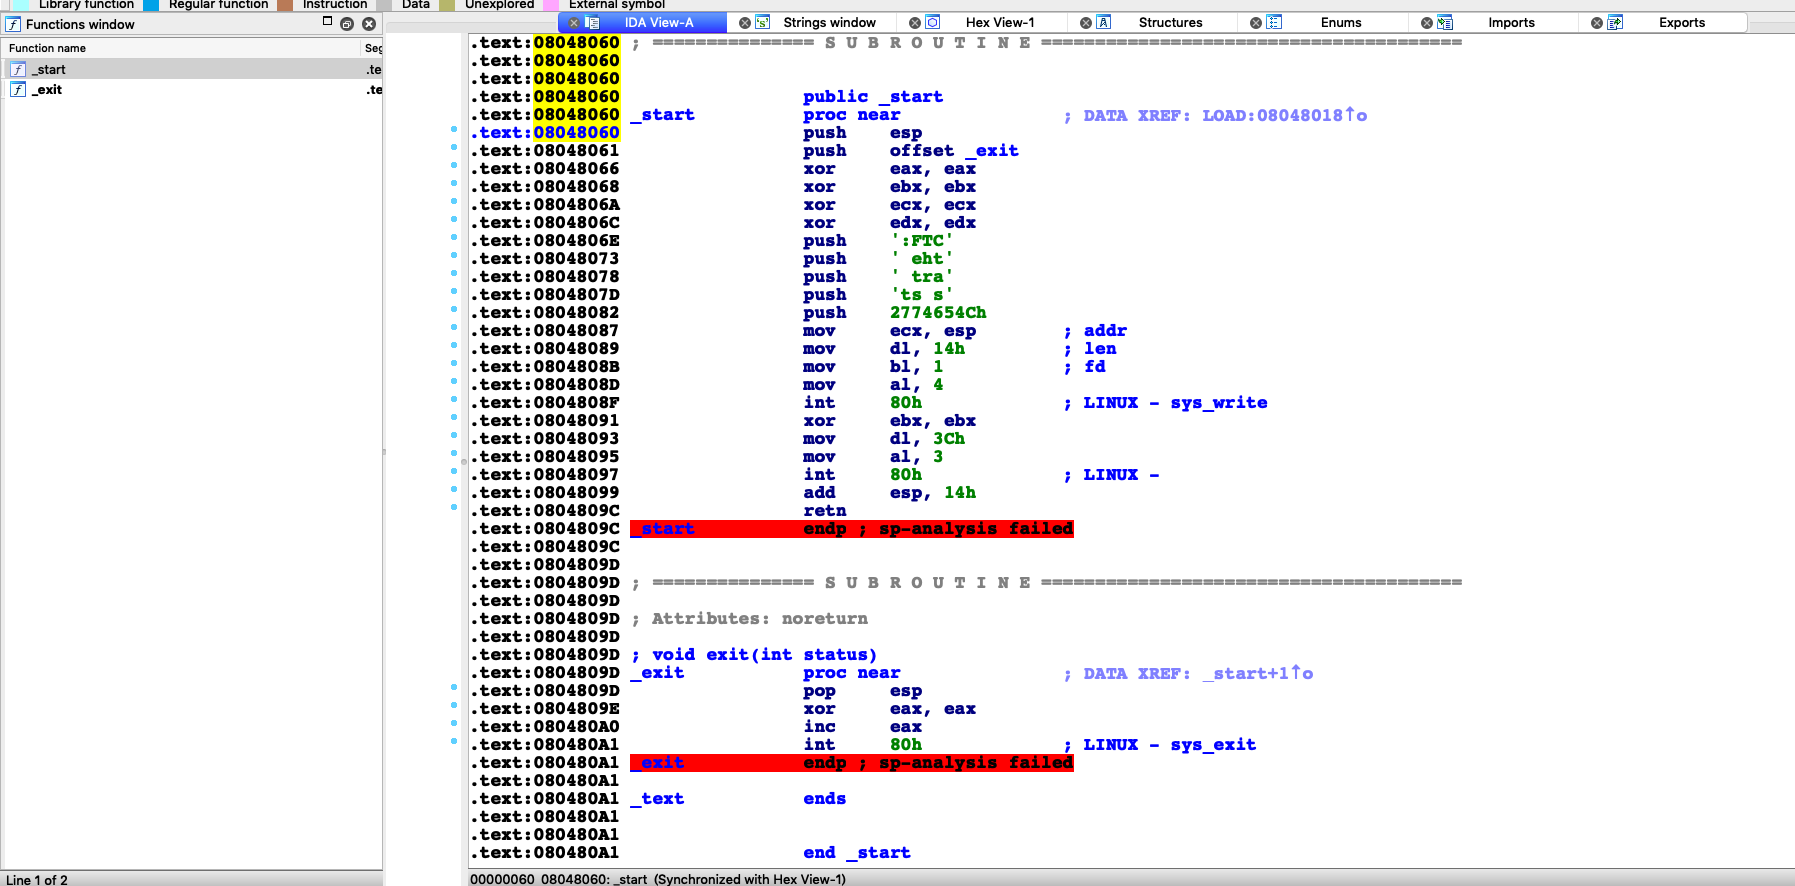 Library function Regular function Instruction Data Unexplored External symbol
Functions window
IDA View-A Strings window Hex View-1 Structures Enums Imports Exports
Function name Seg
_start .te
_exit .te
.text:08048060 ; =============== S U B R O U T I N E =======================================
.text:08048060
.text:08048060
.text:08048060 public _start
.text:08048060 _start proc near ; DATA XREF: LOAD:08048018↑o
.text:08048060 push esp
.text:08048061 push offset _exit
.text:08048066 xor eax, eax
.text:08048068 xor ebx, ebx
.text:0804806A xor ecx, ecx
.text:0804806C xor edx, edx
.text:0804806E push ':FTC'
.text:08048073 push ' eht'
.text:08048078 push ' tra'
.text:0804807D push 'ts s'
.text:08048082 push 2774654Ch
.text:08048087 mov ecx, esp ; addr
.text:08048089 mov dl, 14h ; len
.text:0804808B mov bl, 1 ; fd
.text:0804808D mov al, 4
.text:0804808F int 80h ; LINUX - sys_write
.text:08048091 xor ebx, ebx
.text:08048093 mov dl, 3Ch
.text:08048095 mov al, 3
.text:08048097 int 80h ; LINUX -
.text:08048099 add esp, 14h
.text:0804809C retn
.text:0804809C _start endp ; sp-analysis failed
.text:0804809C
.text:0804809D
.text:0804809D ; =============== S U B R O U T I N E =======================================
.text:0804809D
.text:0804809D ; Attributes: noreturn
.text:0804809D
.text:0804809D ; void exit(int status)
.text:0804809D _exit proc near ; DATA XREF: _start+1↑o
.text:0804809D pop esp
.text:0804809E xor eax, eax
.text:080480A0 inc eax
.text:080480A1 int 80h ; LINUX - sys_exit
.text:080480A1 _exit endp ; sp-analysis failed
.text:080480A1
.text:080480A1 _text ends
.text:080480A1
.text:080480A1
.text:080480A1 end _start
Line 1 of 2
00000060 08048060: _start (Synchronized with Hex View-1)